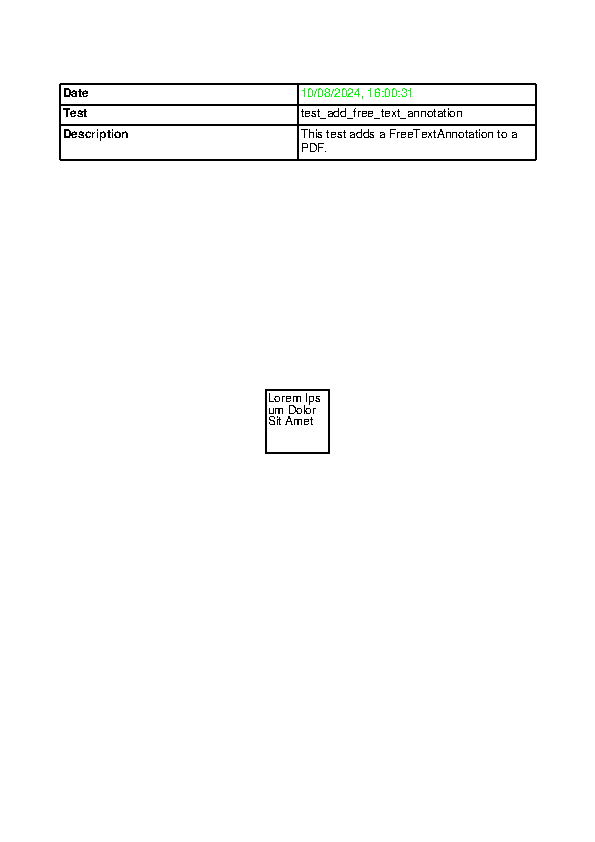 Date 10/08/2024, 16:00:31
Test test_add_free_text_annotation
Description This test adds a FreeTextAnnotation to a
PDF.
Lorem Ips
um Dolor
Sit Amet